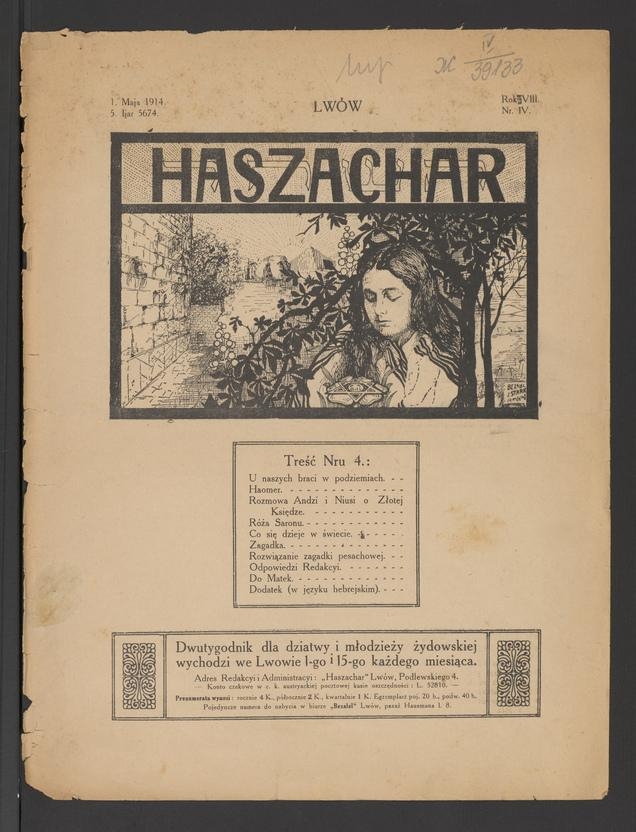 IV
39133
1. Maja 1914.
5. Ijar 5674.
LWÓW
Rok VIII.
Nr. IV.
HASZACHAR
Treść Nru 4.:
U naszych braci w podziemiach. - -
Haomer. - - - - - - - - - - - - -
Rozmowa Andzi i Niusi o Złotej
Księdze. - - - - - - - - - - - -
Róża Saronu. - - - - - - - - - - -
Co się dzieje w świecie. - - - - - -
Zagadka. - - - - - - - - - - - - -
Rozwiązanie zagadki pesachowej. - -
Odpowiedzi Redakcyi. - - - - - - -
Do Matek. - - - - - - - - - - - -
Dodatek (w języku hebrejskim). - - -
Dwutygodnik dla dziatwy i młodzieży żydowskiej
wychodzi we Lwowie 1-go i 15-go każdego miesiąca.
Adres Redakcyi i Administracyi: „Haszachar" Lwów, Podlewskiego 4.
— Konto czekowe w c. k. austryackiej pocztowej kasie oszczędności: L. 52810. —
Prenumerata wynosi: rocznie 4 K., półrocznie 2 K., kwartalnie 1 K. Egzemplarz poj. 20 h., podw. 40 h.
Pojedyncze numera do nabycia w biurze „Bezalel" Lwów, pasaż Hausmana l. 8.